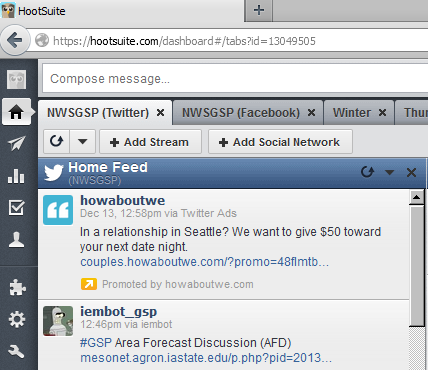 HootSuite
https://hootsuite.com/dashboard#/tabs?id=13049505
Compose message...
NWSGSP (Twitter) NWSGSP (Facebook) Winter Thun
Add Stream Add Social Network
Home Feed
(NWSGSP)
howaboutwe
Dec 13, 12:58pm via Twitter Ads
In a relationship in Seattle? We want to give $50 toward
your next date night.
couples.howaboutwe.com/?promo=48flmtb...
Promoted by howaboutwe.com
iembot_gsp
12:46pm via iembot
#GSP Area Forecast Discussion (AFD)
mesonet.agron.iastate.edu/p.php?pid=2013...